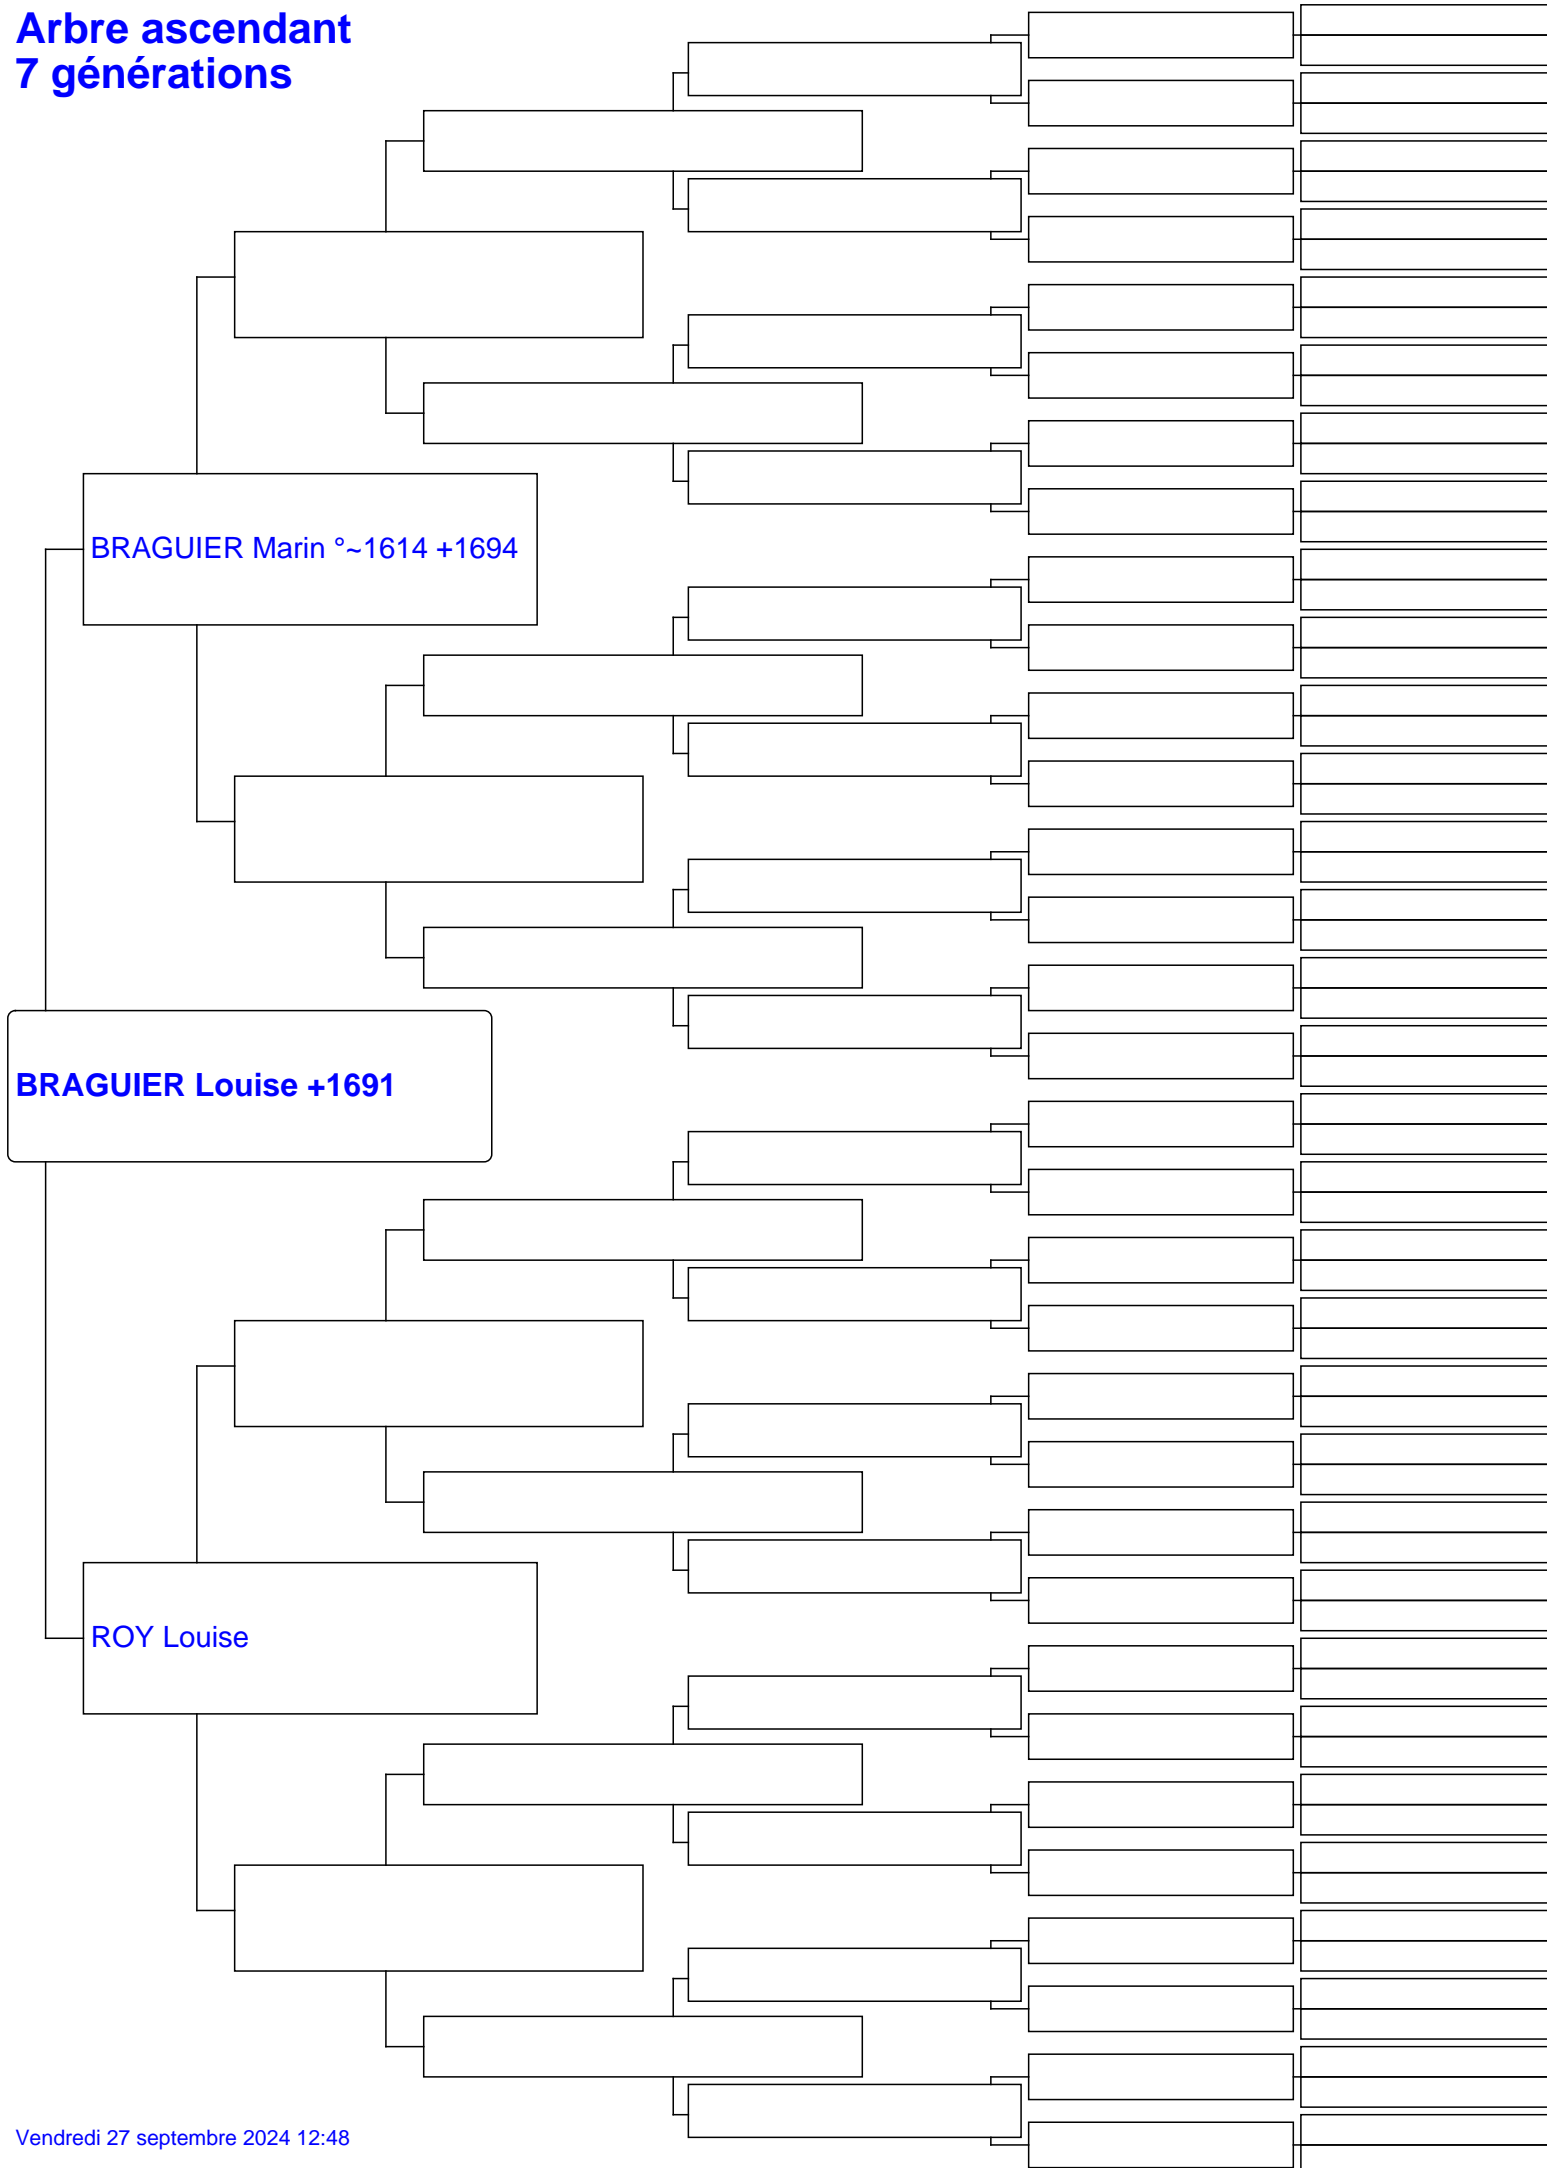 Arbre ascendant
7 générations
BRAGUIER Marin °~1614 +1694
BRAGUIER Louise +1691
ROY Louise
Vendredi 27 septembre 2024 12:48